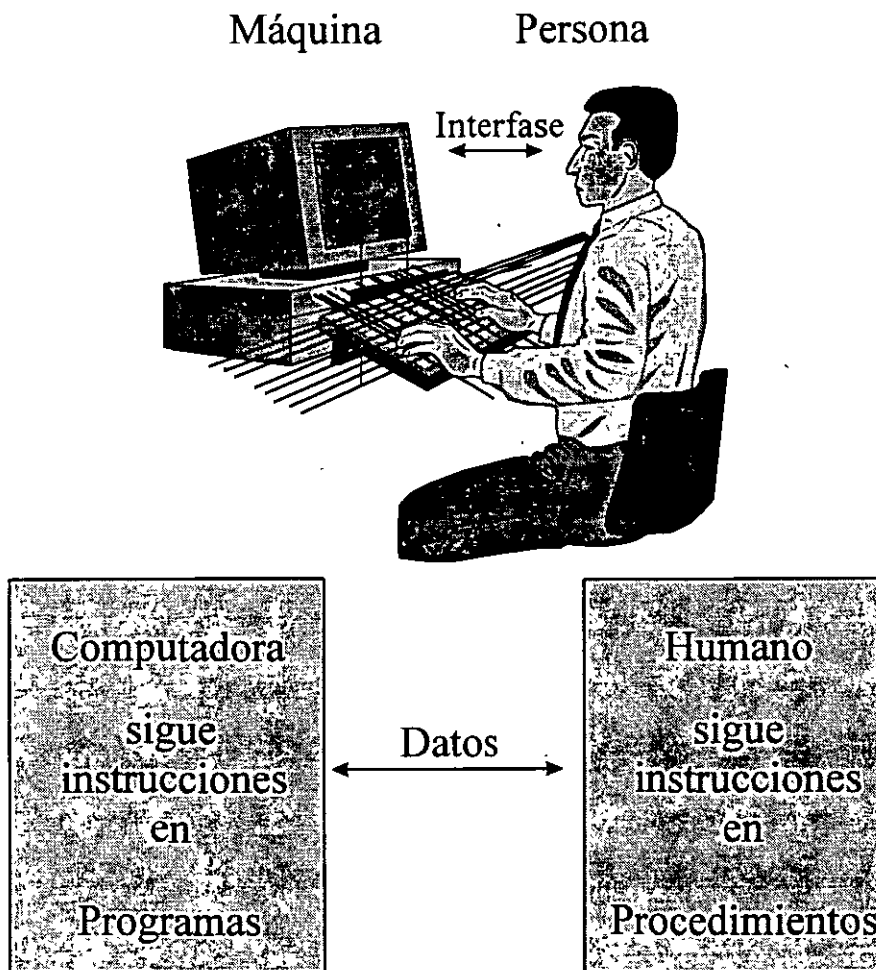 Máquina Persona
Interfase
Computadora
sigue
instrucciones
en
Programas
Datos
Humano
sigue
instrucciones
en
Procedimientos